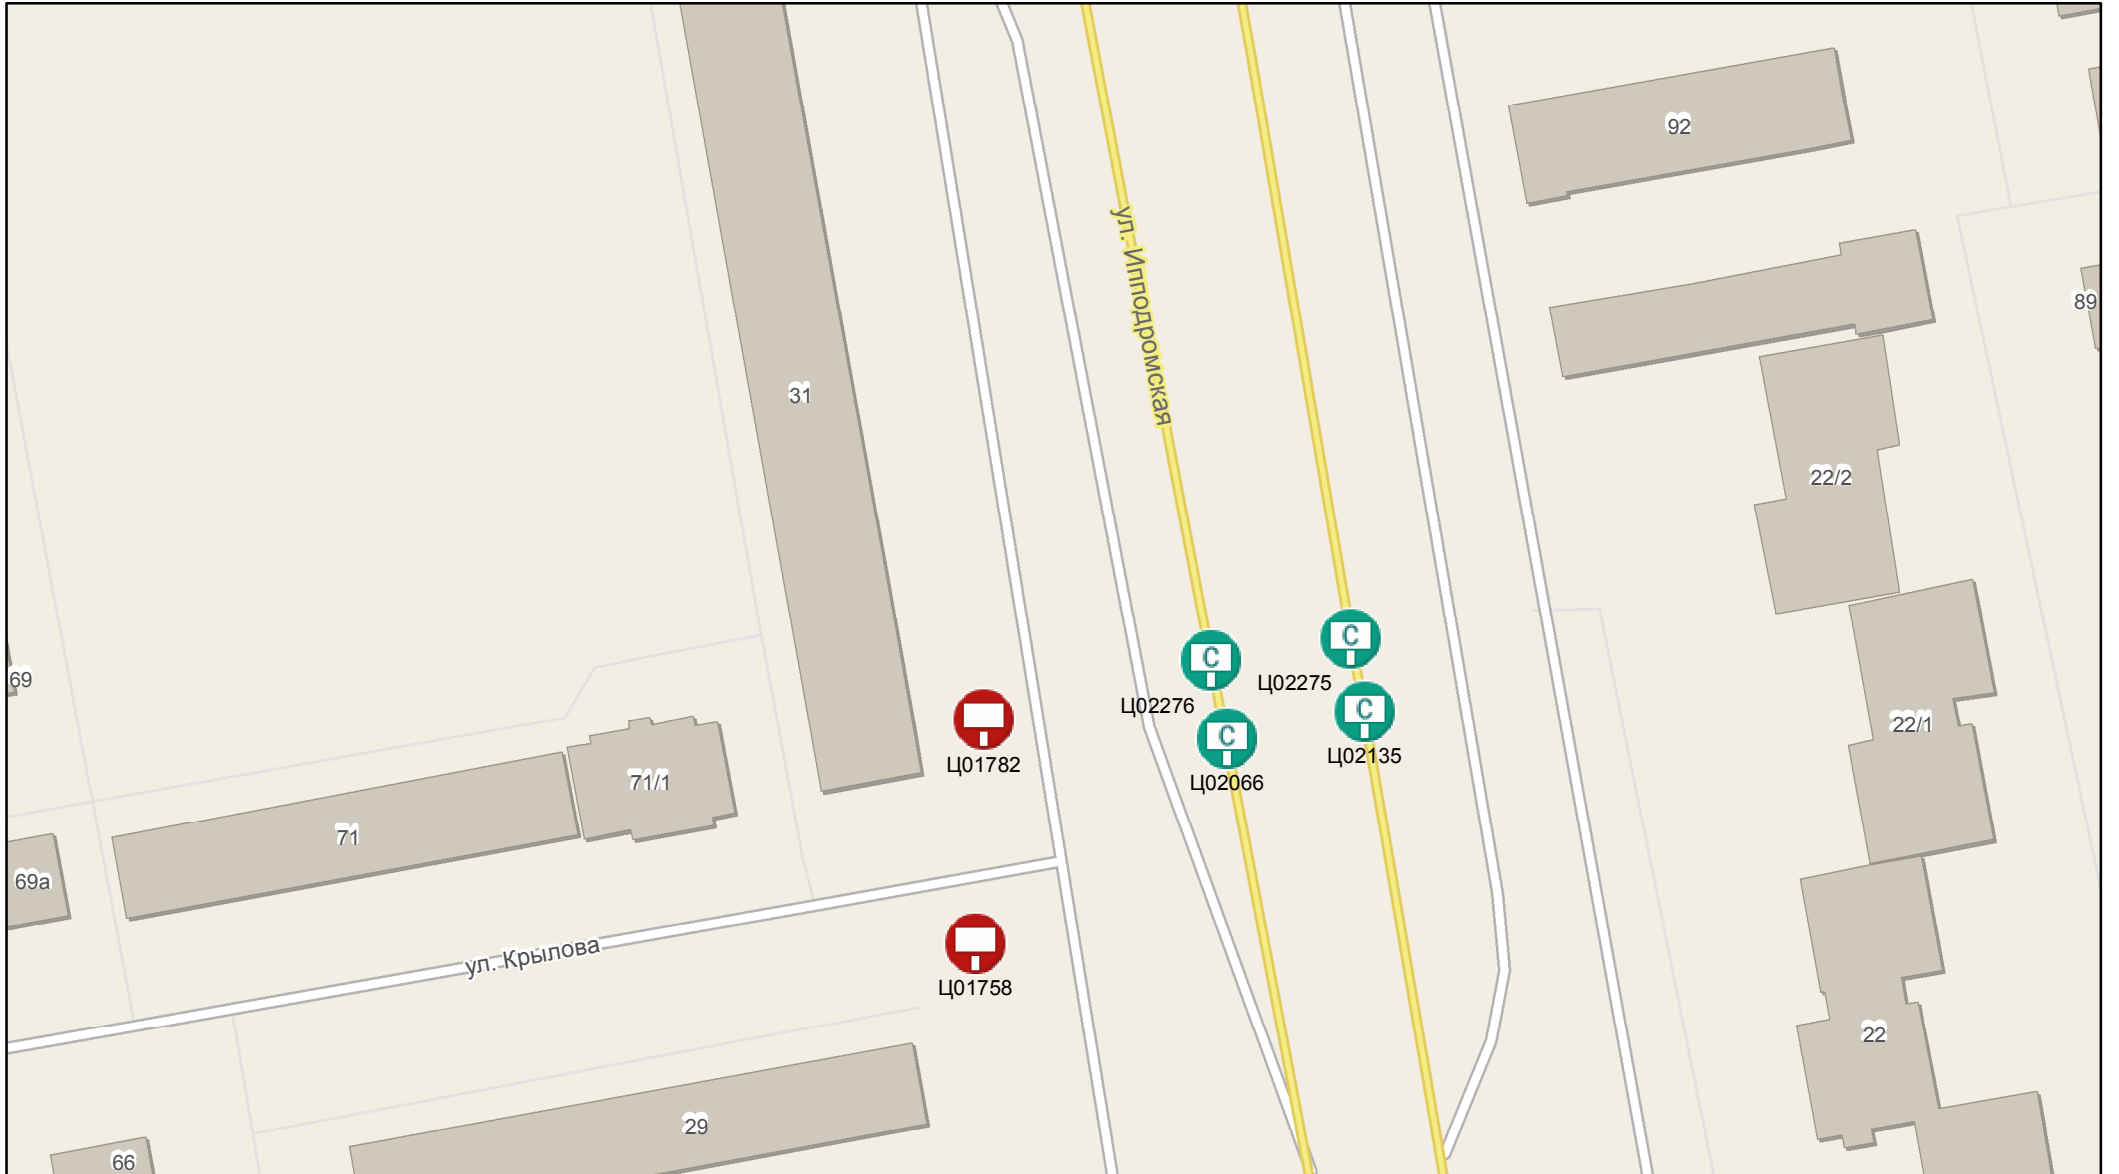 92
ул. Ипподромская
89
31
22/2
69
С
С
Ц02275
Ц02276
С
С
22/1
Ц01782
Ц02135
71/1
Ц02066
71
69а
ул. Крылова
Ц01758
22
29
66